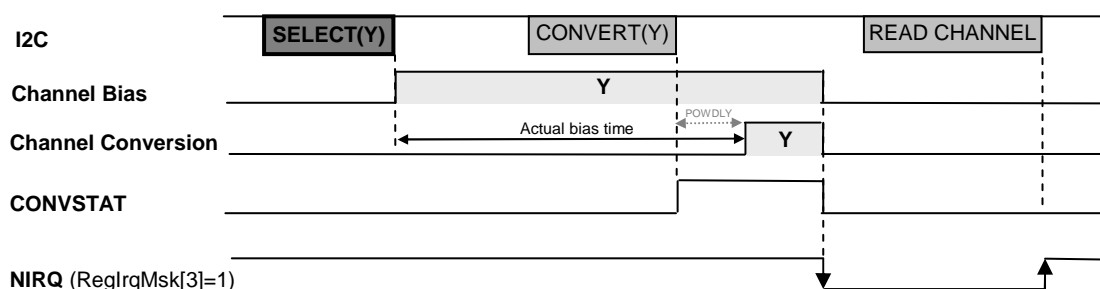 I2C SELECT(Y) CONVERT(Y) READ CHANNEL
Channel Bias Y
POWDLY
Actual bias time
Channel Conversion Y
CONVSTAT
NIRQ (RegIrqMsk[3]=1)